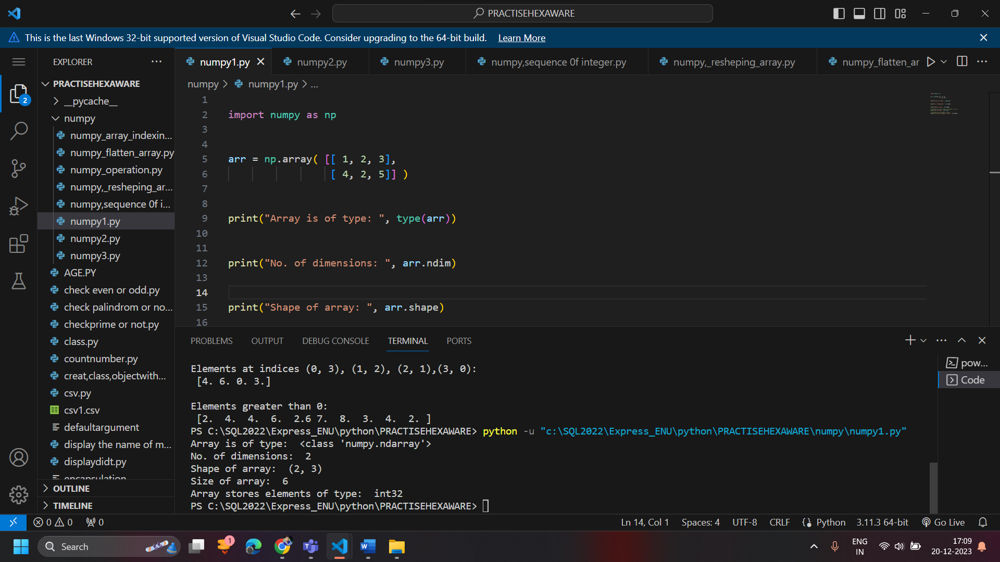 PRACTISEHEXAWARE
This is the last Windows 32-bit supported version of Visual Studio Code. Consider upgrading to the 64-bit build. Learn More
EXPLORER
numpy1.py
numpy2.py
numpy3.py
numpy,sequence 0f integer.py
numpy,_resheping_array.py
numpy_flatten_ar
2
PRACTISEHEXAWARE
__pycache__
numpy
numpy_array_indexin...
numpy_flatten_array.py
numpy_operation.py
numpy,_resheping_ar...
numpy,sequence 0f i...
numpy1.py
numpy2.py
numpy3.py
AGE.PY
check even or odd.py
check palindrom or no...
checkprime or not.py
class.py
countnumber.py
creat,class,objectwith...
csv.py
csv1.csv
defaultargument
display the name of m...
displaydidt.py
encapsulation
OUTLINE
TIMELINE
numpy > numpy1.py > ...
1
2 import numpy as np
3
4
5 arr = np.array( [[ 1, 2, 3],
6 [ 4, 2, 5]] )
7
8
9 print("Array is of type: ", type(arr))
10
11
12 print("No. of dimensions: ", arr.ndim)
13
14
15 print("Shape of array: ", arr.shape)
16
PROBLEMS OUTPUT DEBUG CONSOLE TERMINAL PORTS
Elements at indices (0, 3), (1, 2), (2, 1),(3, 0):
[4. 6. 0. 3.]
Elements greater than 0:
[2.  4.  4.  6.  2.6 7.  8.  3.  4.  2. ]
PS C:\SQL2022\Express_ENU\python\PRACTISEHEXAWARE> python -u "c:\SQL2022\Express_ENU\python\PRACTISEHEXAWARE\numpy\numpy1.py"
Array is of type:  <class 'numpy.ndarray'>
No. of dimensions:  2
Shape of array:  (2, 3)
Size of array:  6
Array stores elements of type:  int32
PS C:\SQL2022\Express_ENU\python\PRACTISEHEXAWARE>
pow...
Code
0 0 0
Ln 14, Col 1 Spaces: 4 UTF-8 CRLF {} Python 3.11.3 64-bit Go Live
Search
1
ENG
IN
17:09
20-12-2023